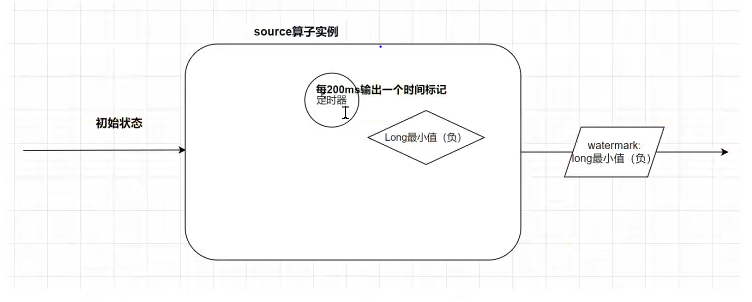 source算子实例
每200ms输出一个时间标记
定时器
初始状态
Long最小值（负）
watermark:
long最小值（负）